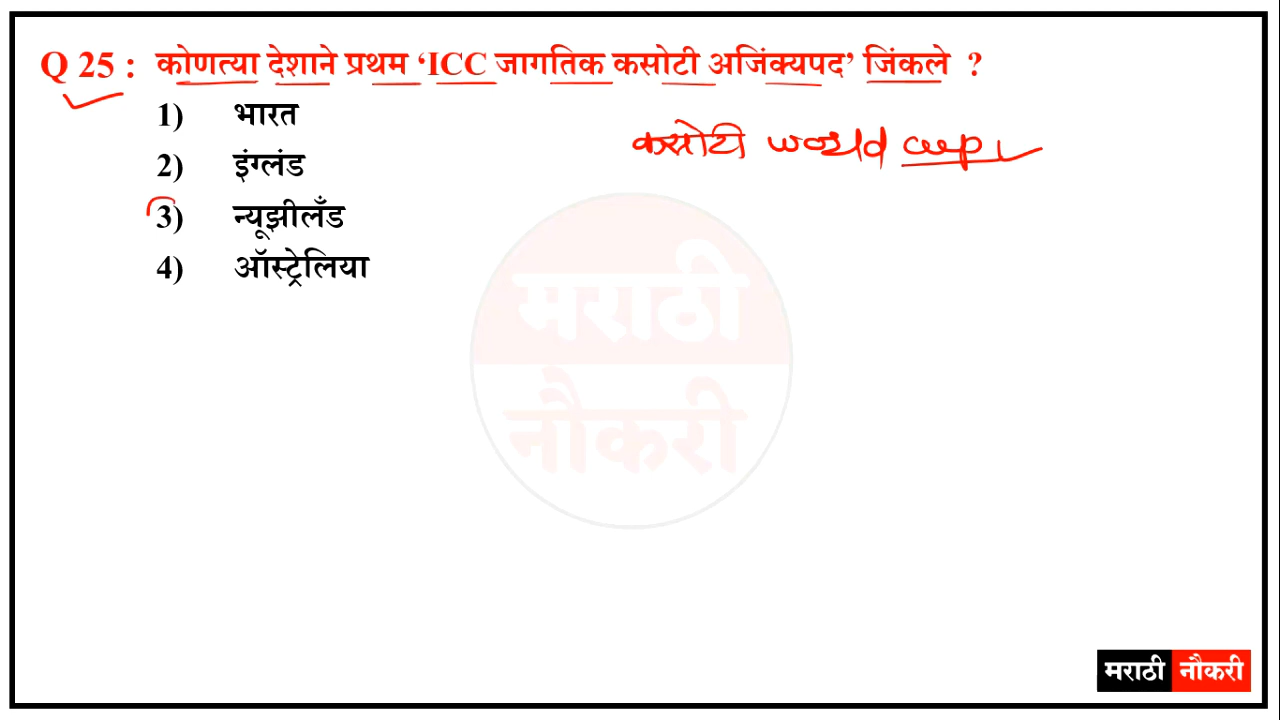 Q 25 : कोणत्या देशाने प्रथम ‘ICC जागतिक कसोटी अजिंक्यपद’ जिंकले ?
1) भारत
कसोटी world cup
2) इंग्लंड
3) न्यूझीलँड
4) ऑस्ट्रेलिया
मराठी
नौकरी
मराठी नौकरी